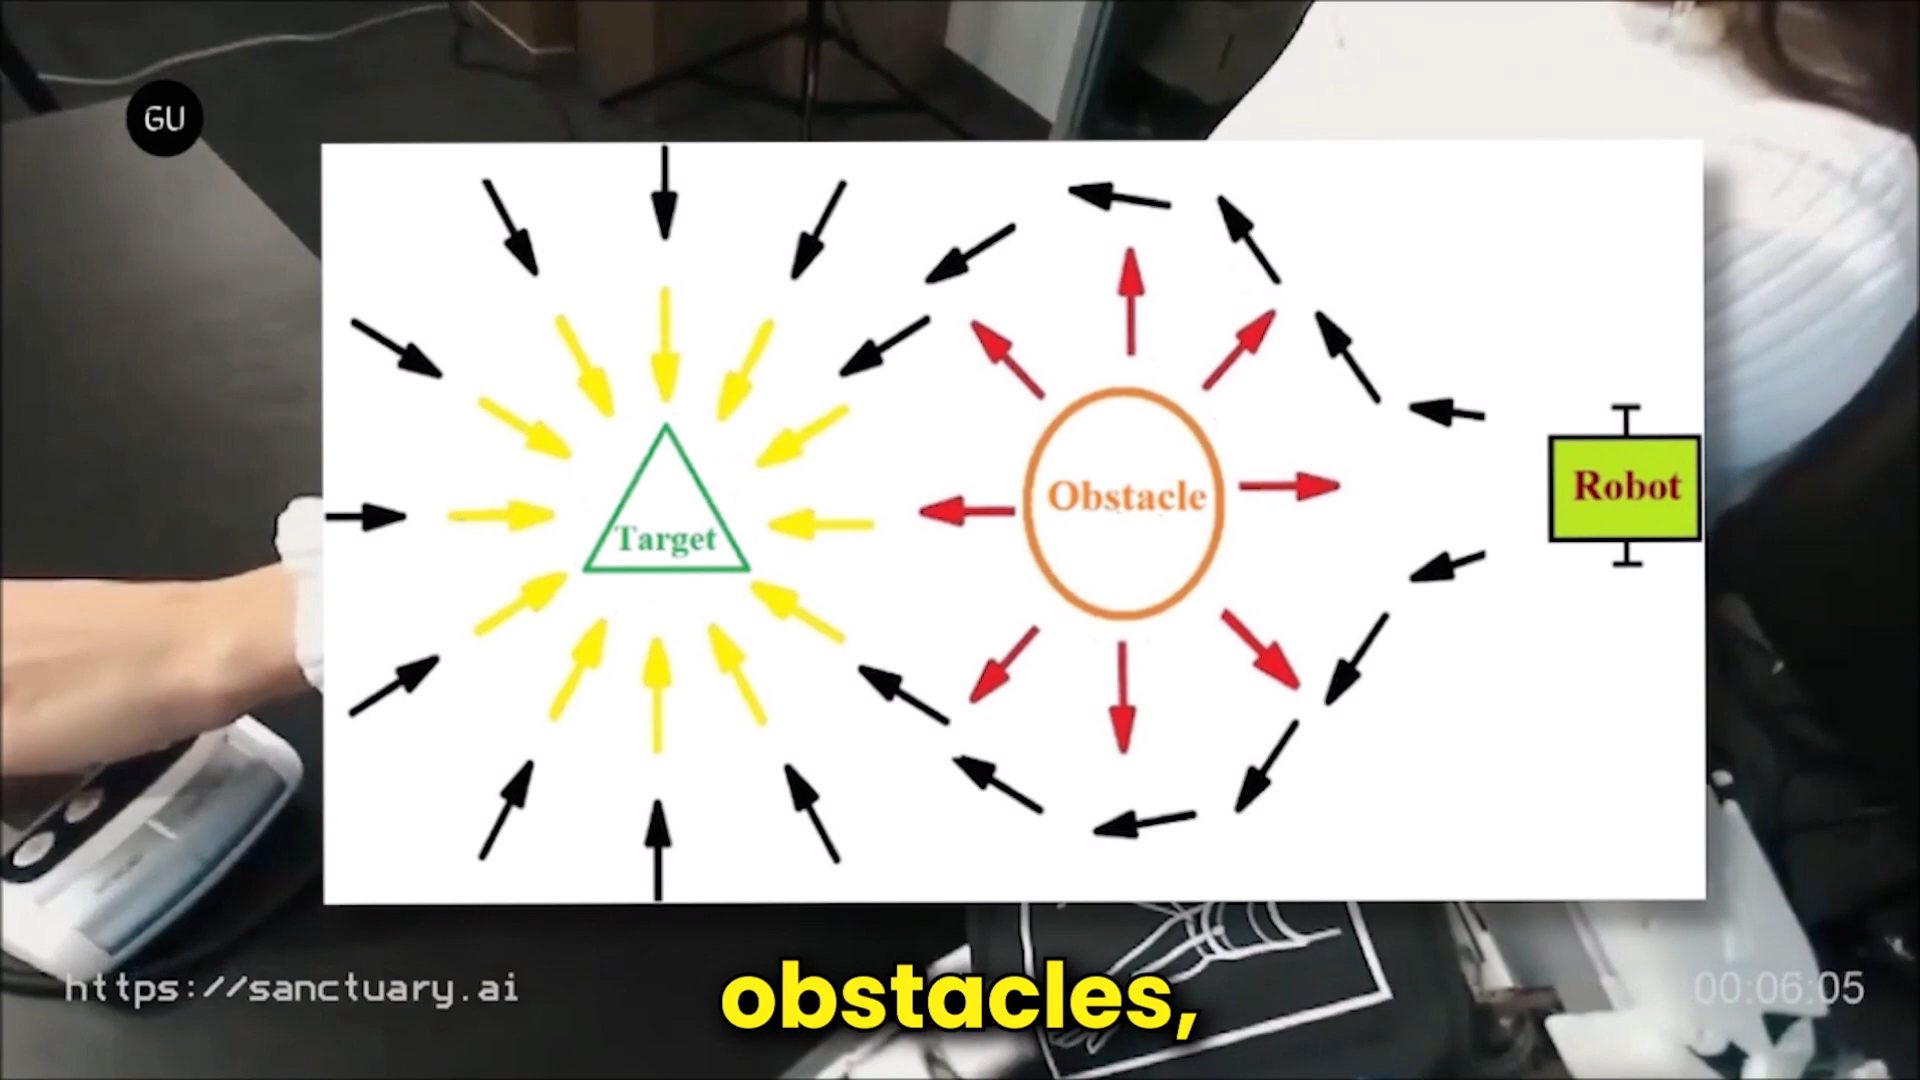 GU
Target
Obstacle
Robot
https://sanctuary.ai
obstacles,
00:06:05